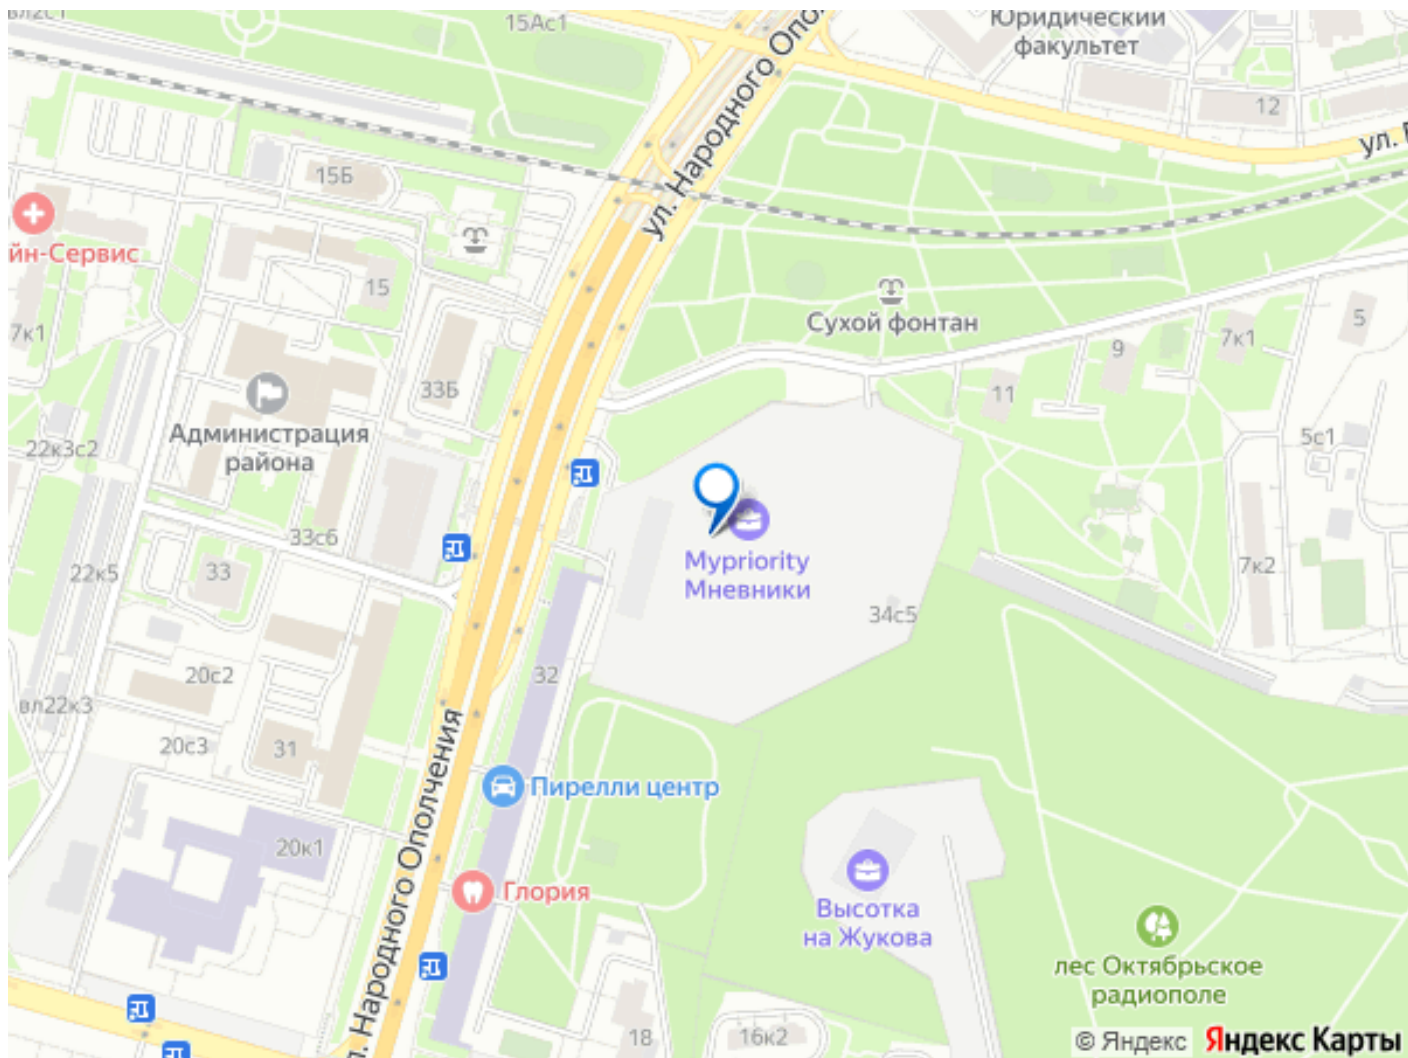 15Ас1
Юридический
факультет
12
15Б
ул. Народного Опол
ул.
йн-Сервис
15
7к1
Сухой фонтан
5
7к1
9
11
33Б
Администрация
района
22к3с2
5с1
33с6
22к5
33
Mypriority
Мневники
7к2
34с5
32
20с2
вл22к3
20с3
31
ул. Народного Ополчения
Пирелли центр
20к1
Глория
Высотка
на Жукова
лес Октябрьское
радиополе
18
16к2
© Яндекс Яндекс Карты